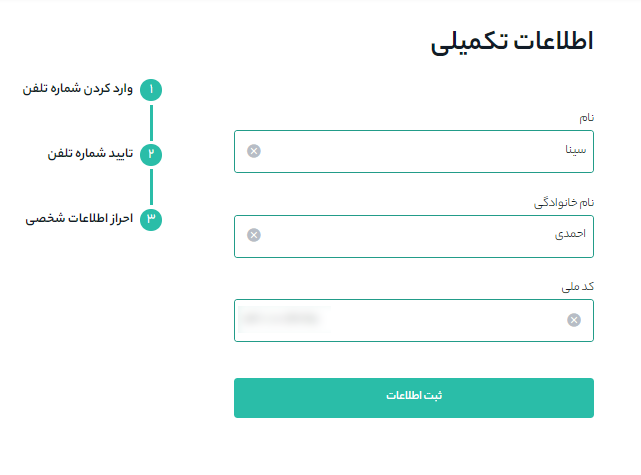 اطلاعات تکمیلی
نام
سینا
نام خانوادگی
احمدی
کد ملی
ثبت اطلاعات
۱ وارد کردن شماره تلفن
۲ تایید شماره تلفن
۳ احراز اطلاعات شخصی